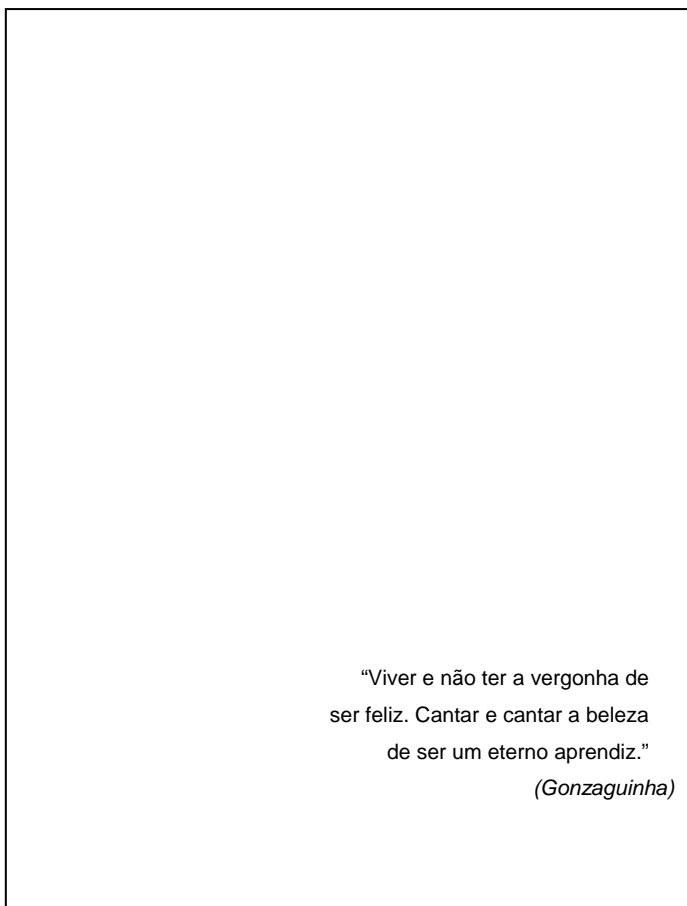 “Viver e não ter a vergonha de
ser feliz. Cantar e cantar a beleza
de ser um eterno aprendiz.”
(Gonzaguinha)